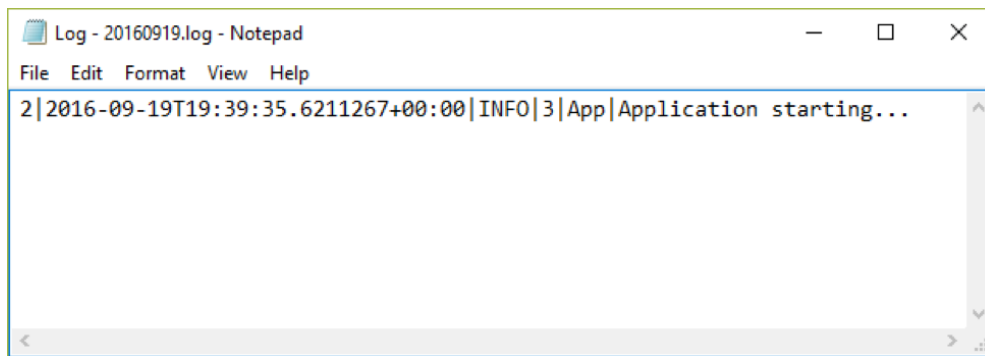 Log - 20160919.log - Notepad
File Edit Format View Help
2|2016-09-19T19:39:35.6211267+00:00|INFO|3|App|Application starting...